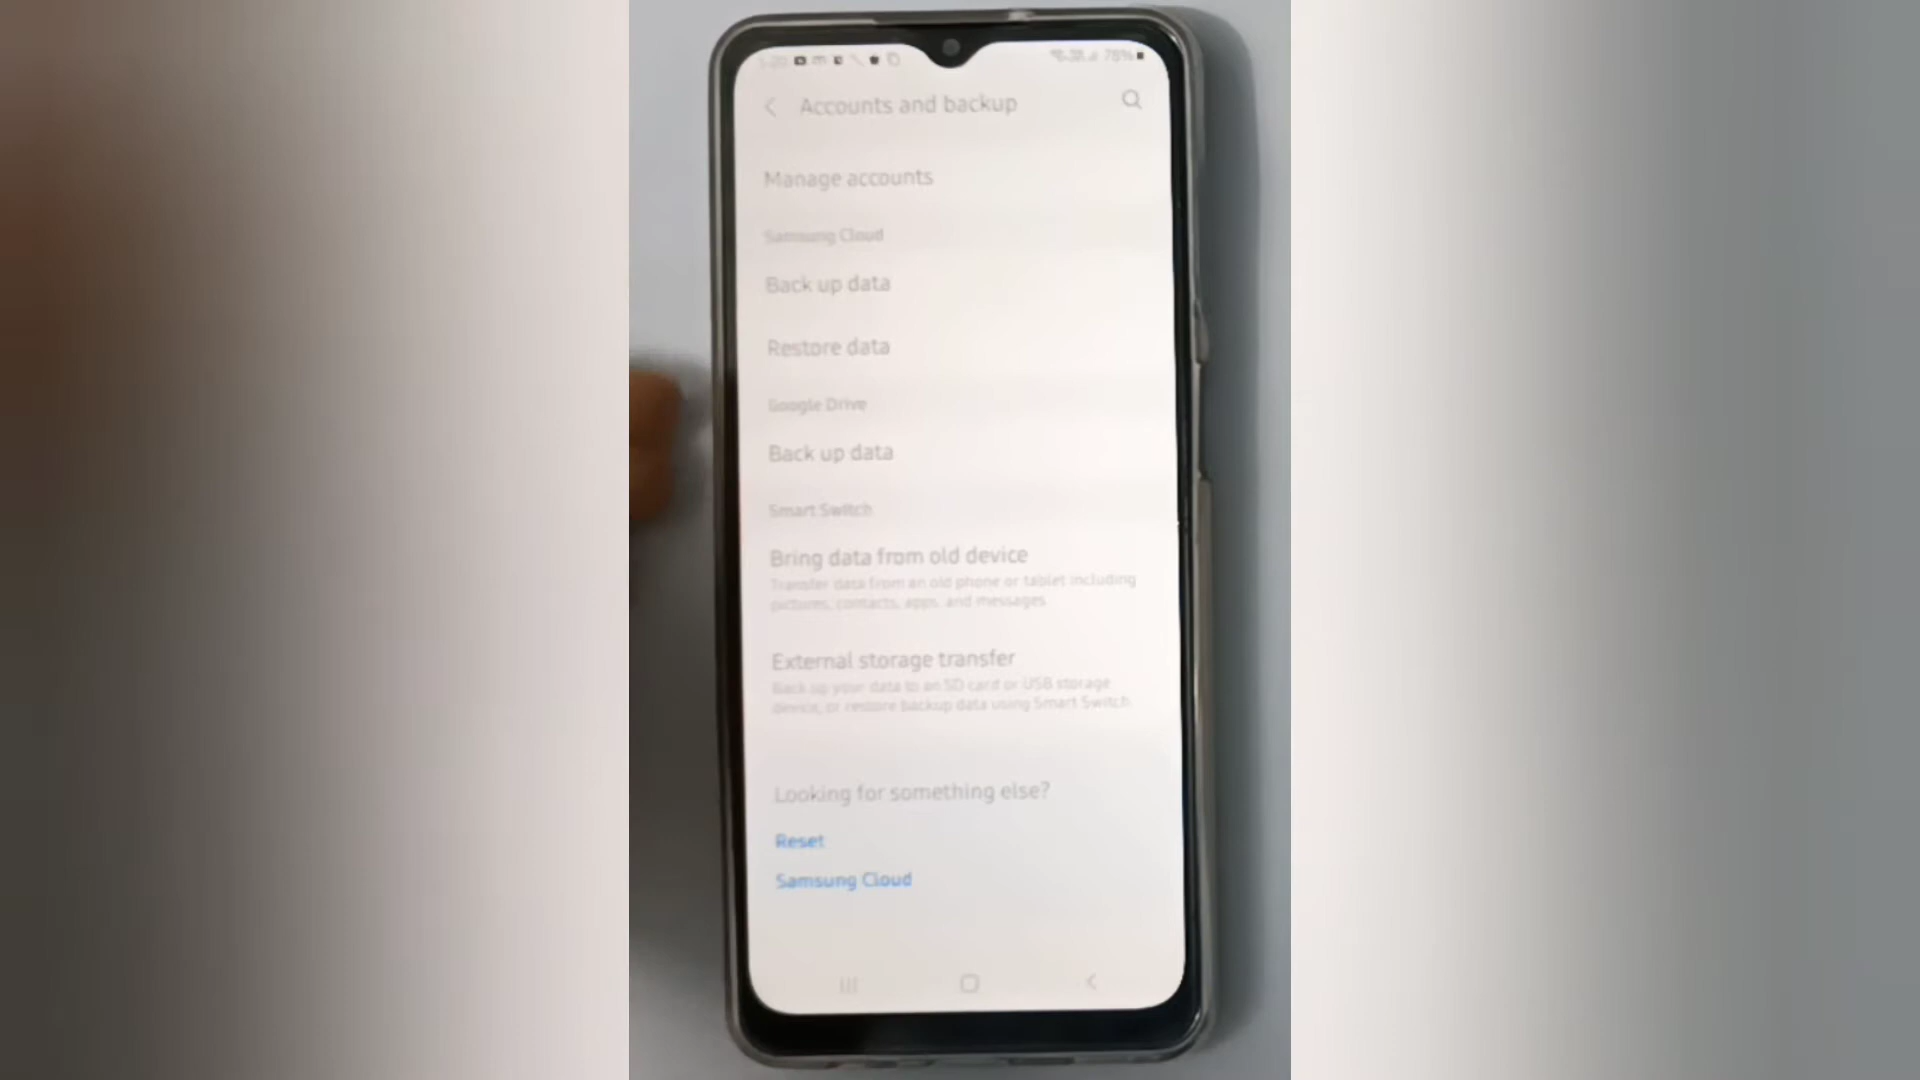 78%
Accounts and backup
Manage accounts
Samsung Cloud
Back up data
Restore data
Google Drive
Back up data
Smart Switch
Bring data from old device
Transfer data from an old phone or tablet including
pictures, contacts, apps, and messages
External storage transfer
Back up your data to an SD card or USB storage
device, or restore backup data using Smart Switch
Looking for something else?
Reset
Samsung Cloud